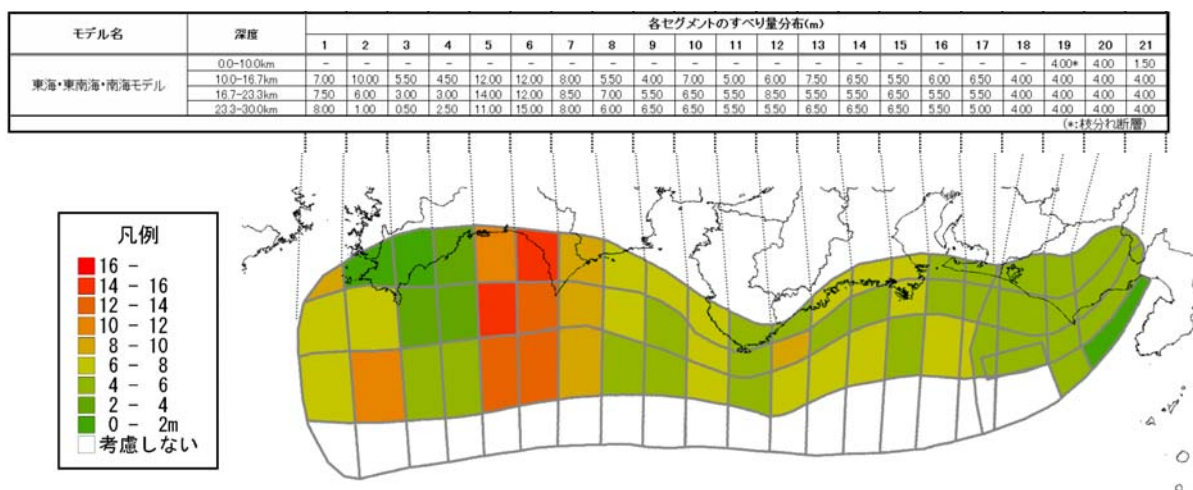 モデル名 深度 各セグメントのすべり量分布(m)
1 2 3 4 5 6 7 8 9 10 11 12 13 14 15 16 17 18 19 20 21
東海・東南海・南海モデル
0.0-10.0km - - - - - - - - - - - - - - - - - - 4.00* 4.00 1.50
10.0-16.7km 7.00 10.00 5.50 4.50 12.00 12.00 8.00 5.50 4.00 7.00 5.00 6.00 7.50 6.50 5.50 6.00 6.50 4.00 4.00 4.00 4.00
16.7-23.3km 7.50 6.00 3.00 3.00 14.00 12.00 8.50 7.00 5.50 6.50 5.50 8.50 5.50 5.50 6.50 5.50 5.50 4.00 4.00 4.00 4.00
23.3-30.0km 8.00 1.00 0.50 2.50 11.00 15.00 8.00 6.00 6.50 6.50 5.50 5.50 6.50 6.50 6.50 6.50 5.00 4.00 4.00 4.00 4.00
(*:枝分れ断層)
凡例
16 -
14 - 16
12 - 14
10 - 12
8 - 10
6 - 8
4 - 6
2 - 4
0 - 2m
考慮しない